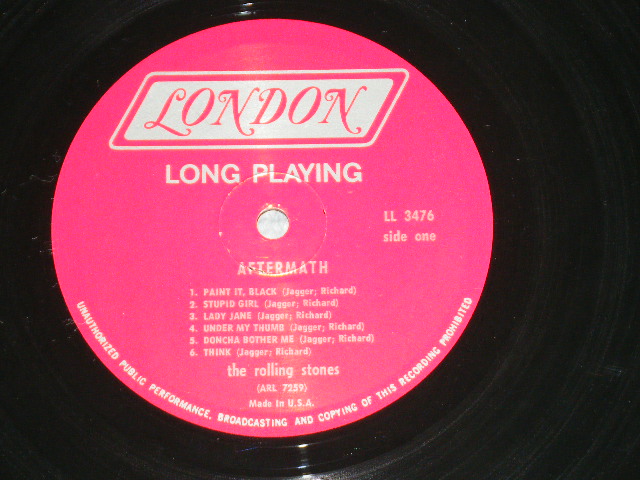 LONDON
LONG PLAYING
LL 3476
side one
AFTERMATH
1. PAINT IT, BLACK (Jagger; Richard)
2. STUPID GIRL (Jagger; Richard)
3. LADY JANE (Jagger; Richard)
4. UNDER MY THUMB (Jagger; Richard)
5. DONCHA BOTHER ME (Jagger; Richard)
6. THINK (Jagger; Richard)
the rolling stones
(ARL 7259)
Made in U.S.A.
UNAUTHORIZED PUBLIC PERFORMANCE, BROADCASTING AND COPYING OF THIS RECORDING PROHIBITED